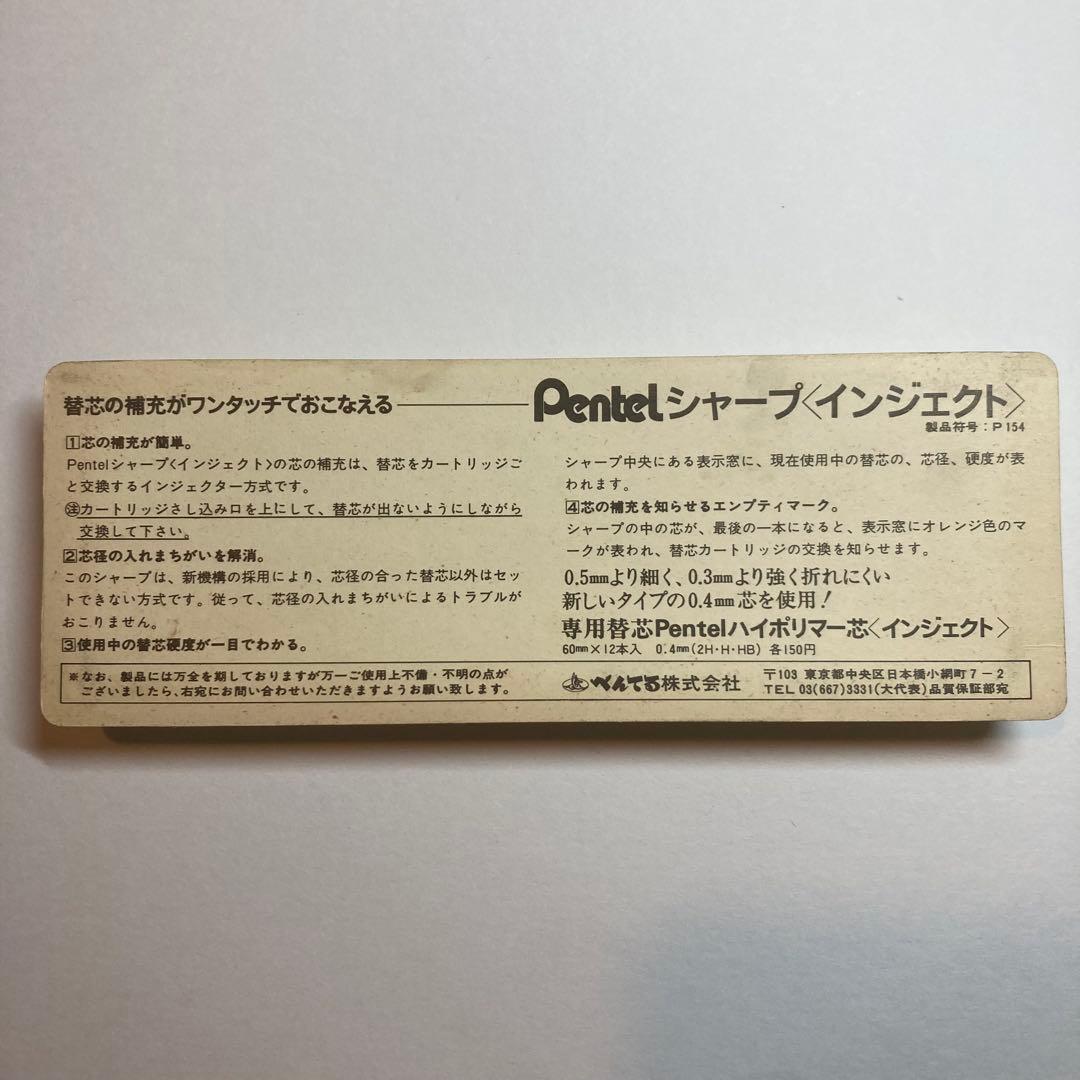 替芯の補充がワンタッチでおこなえる
Pentelシャープ〈インジェクト〉
製品符号:P154
1芯の補充が簡単。
Pentelシャープ〈インジェクト〉の芯の補充は、替芯をカートリッジご
と交換するインジェクター方式です。
㊟カートリッジさし込み口を上にして、替芯が出ないようにしながら
交換して下さい。
2芯径の入れまちがいを解消。
このシャープは、新機構の採用により、芯径の合った替芯以外はセッ
トできない方式です。従って、芯径の入れまちがいによるトラブルが
おこりません。
3使用中の替芯硬度が一目でわかる。
シャープ中央にある表示窓に、現在使用中の替芯の、芯径、硬度が表
われます。
4芯の補充を知らせるエンプティマーク。
シャープの中の芯が、最後の一本になると、表示窓にオレンジ色のマ
ークが表われ、替芯カートリッジの交換を知らせます。
0.5mmより細く、0.3mmより強く折れにくい
新しいタイプの0.4mm芯を使用!
専用替芯Pentelハイポリマー芯〈インジェクト〉
60mm×12本入 0.4mm(2H・H・HB) 各150円
※なお、製品には万全を期しておりますが万一ご使用上不備・不明の点が
ございましたら、右宛にお問い合わせいただきますようお願い致します。
ぺんてる株式会社
〒103 東京都中央区日本橋小網町7-2
TEL 03(667)3331(大代表)品質保証部宛